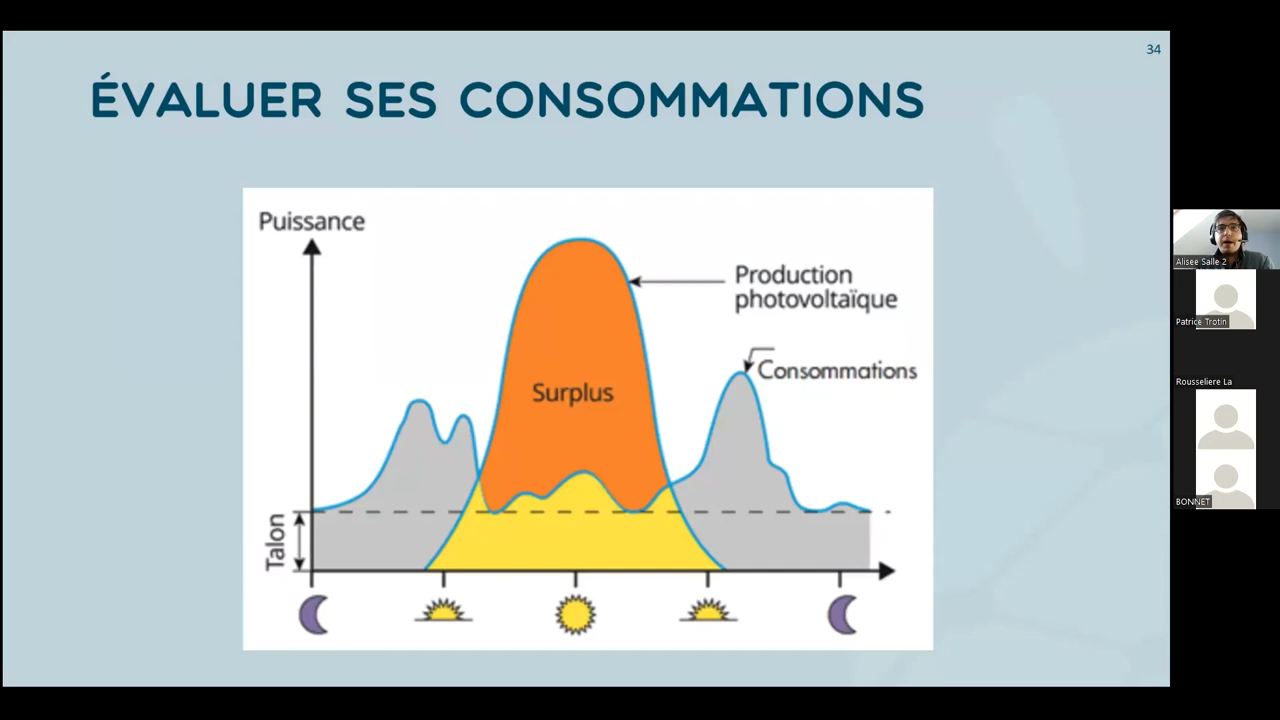 34
ÉVALUER SES CONSOMMATIONS
Puissance
Production
photovoltaïque
Consommations
Surplus
Talon
Alisee Salle 2
Patrice Trotin
Rousseliere La
BONNET